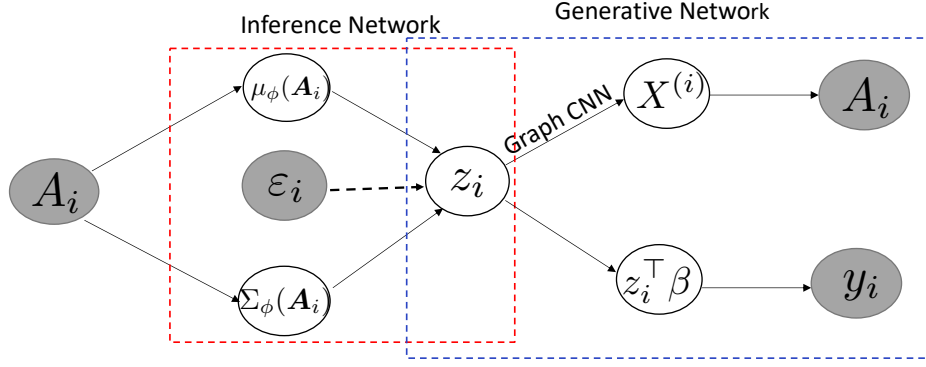 Inference Network
Generative Network
A_i
μ_ϕ(A_i)
ε_i
Σ_ϕ(A_i)
z_i
Graph CNN
X^(i)
A_i
z_i^⊤ β
y_i